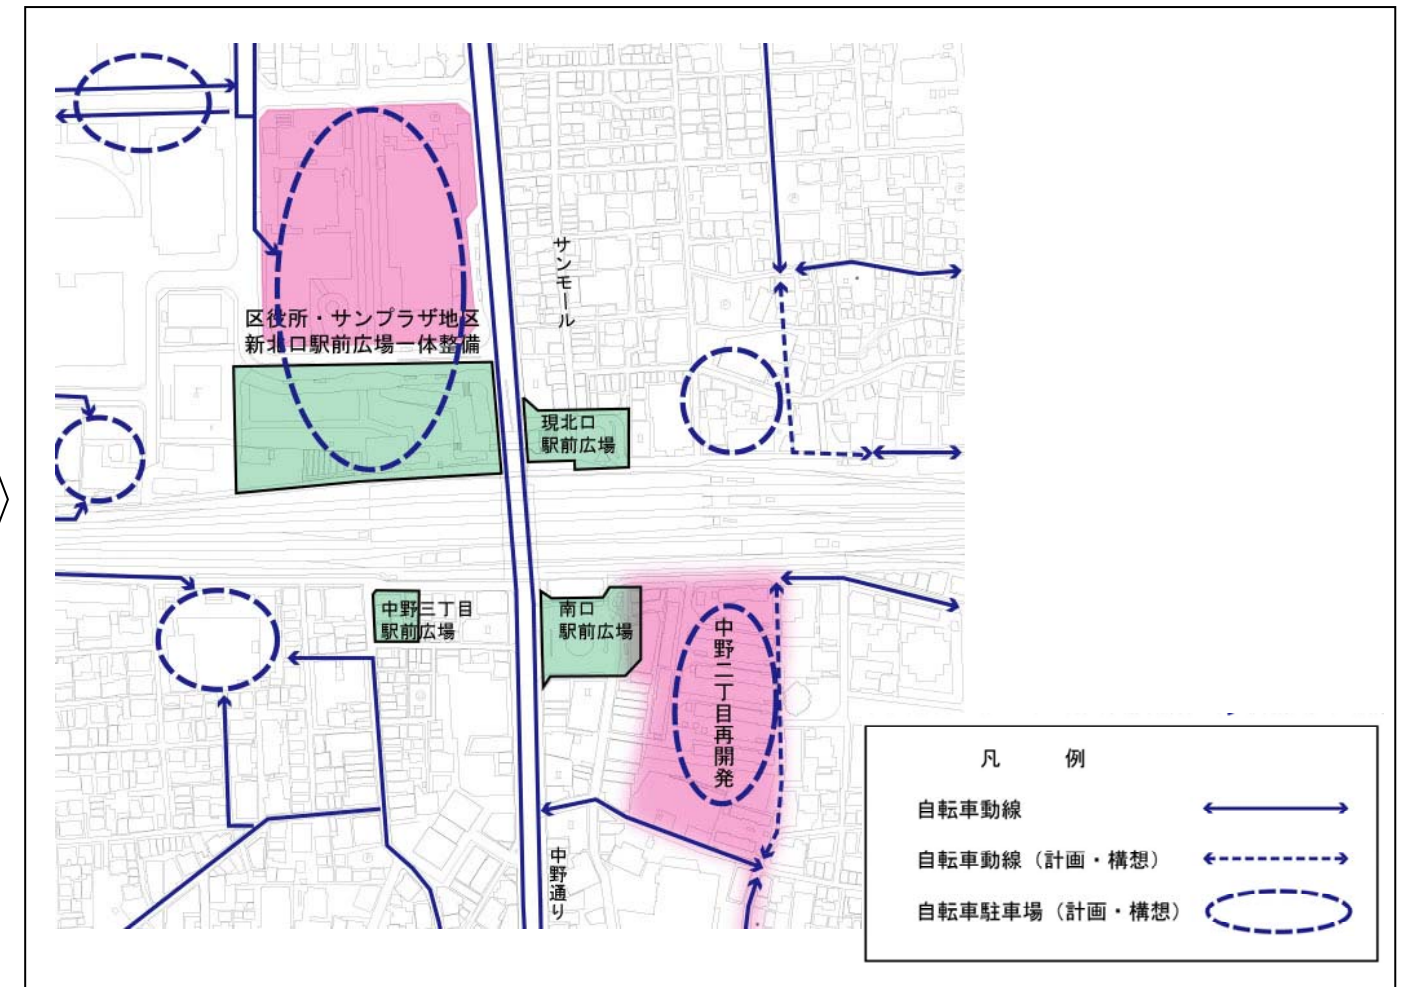 サンモール
区役所・サンプラザ地区
新北口駅前広場一体整備
現北口
駅前広場
中野三丁目
駅前広場
南口
駅前広場
中野二丁目再開発
中野通り
凡　例
自転車動線
自転車動線（計画・構想）
自転車駐車場（計画・構想）